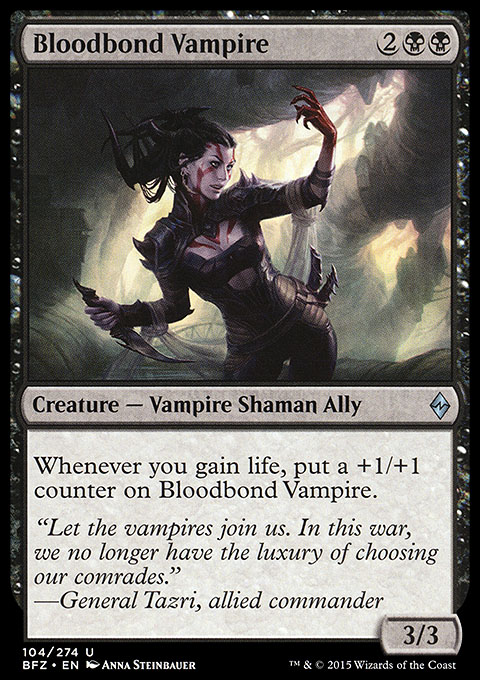 Bloodbond Vampire 2
Creature — Vampire Shaman Ally
Whenever you gain life, put a +1/+1
counter on Bloodbond Vampire.
“Let the vampires join us. In this war,
we no longer have the luxury of choosing
our comrades.”
—General Tazri, allied commander
3/3
104/274 U
BFZ • EN Anna Steinbauer
™ & © 2015 Wizards of the Coast